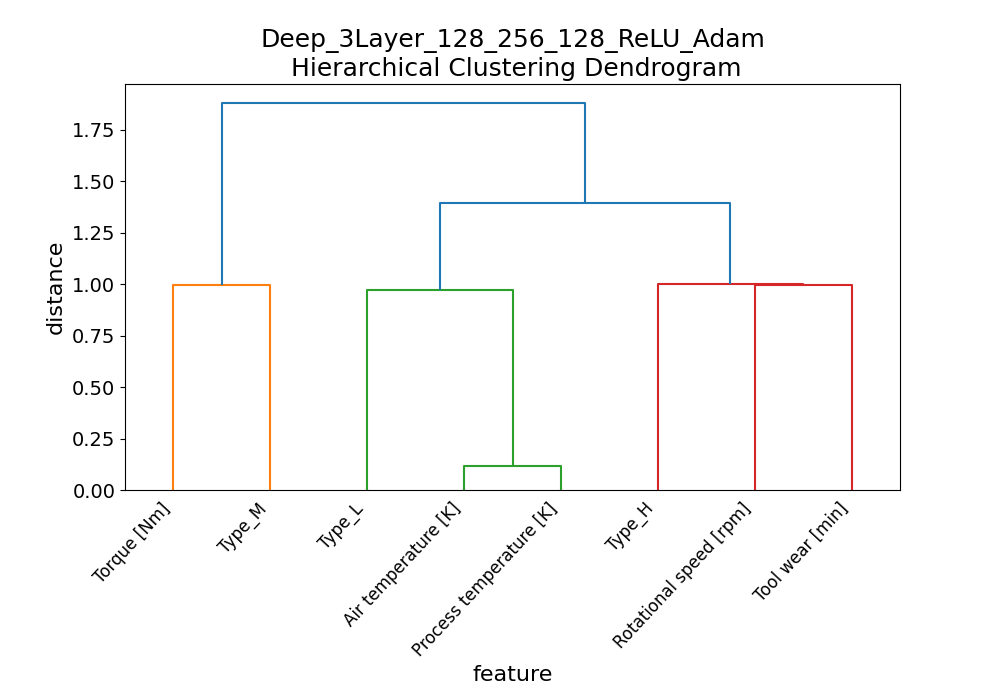 Deep_3Layer_128_256_128_ReLU_Adam
Hierarchical Clustering Dendrogram
distance
1.75
1.50
1.25
1.00
0.75
0.50
0.25
0.00
Torque [Nm]
Type_M
Type_L
Air temperature [K]
Process temperature [K]
Type_H
Rotational speed [rpm]
Tool wear [min]
feature